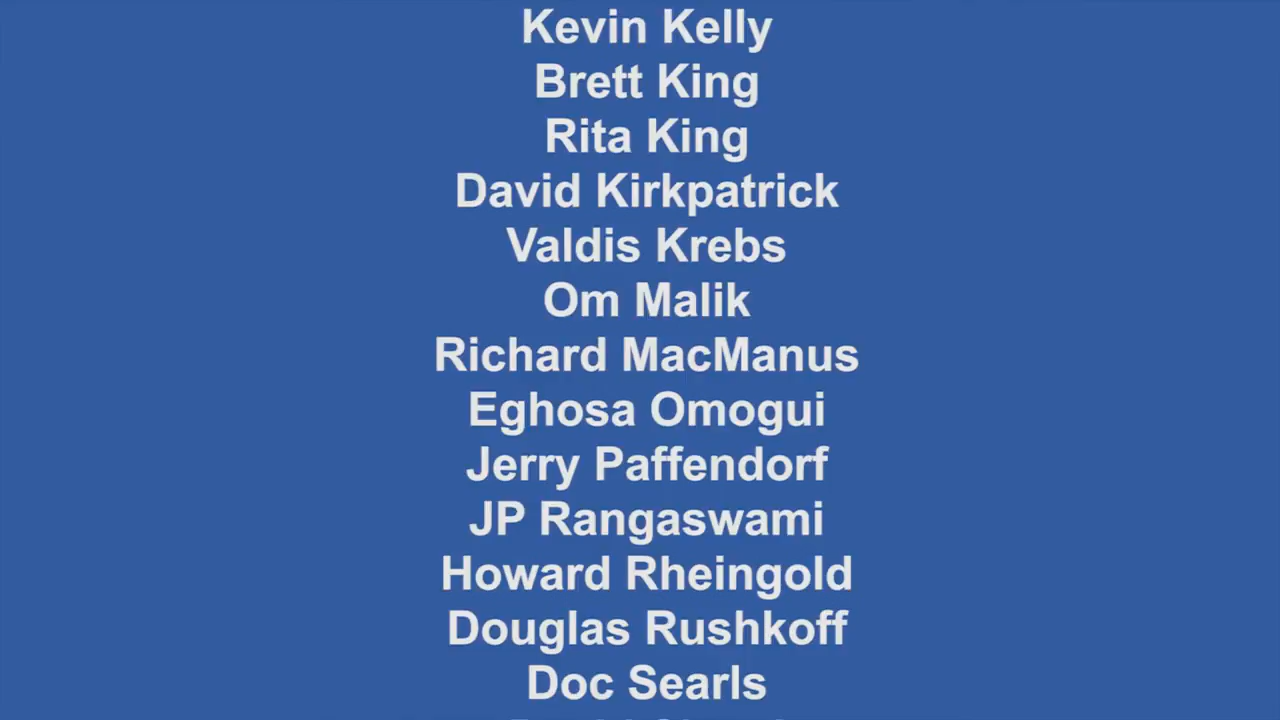 Kevin Kelly
Brett King
Rita King
David Kirkpatrick
Valdis Krebs
Om Malik
Richard MacManus
Eghosa Omogui
Jerry Paffendorf
JP Rangaswami
Howard Rheingold
Douglas Rushkoff
Doc Searls